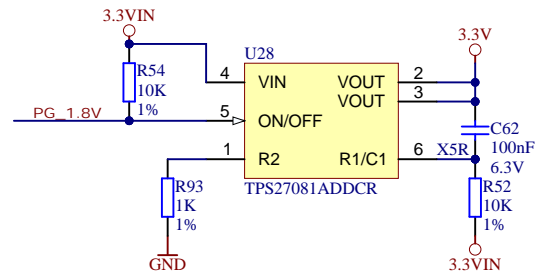 3.3VIN
3.3V
U28
R54
10K
1%
4
VIN
VOUT
2
VOUT
3
PG_1.8V
5
ON/OFF
C62
100nF
6.3V
1
R2
R1/C1
6
X5R
TPS27081ADDCR
R93
1K
1%
R52
10K
1%
GND
3.3VIN